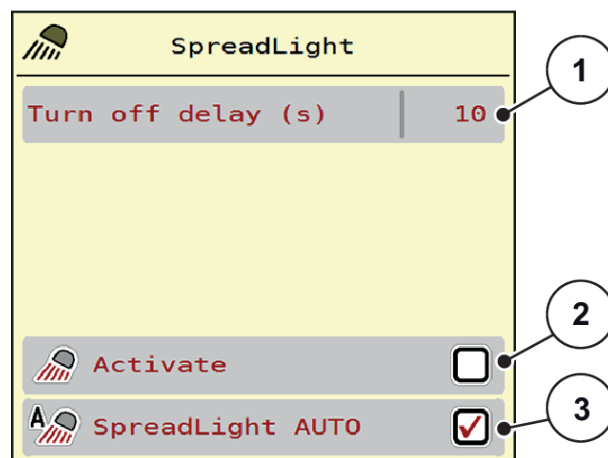 SpreadLight
1
Turn off delay (s) 10
2
Activate
3
A SpreadLight AUTO